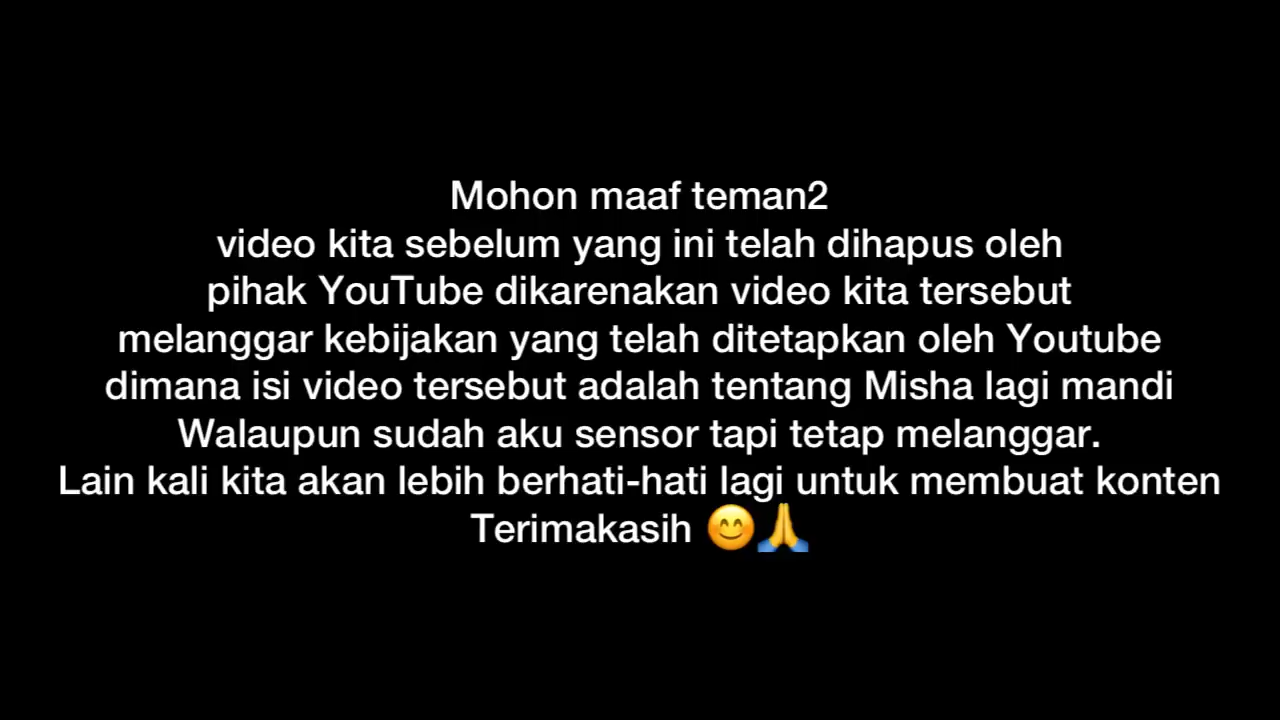 Mohon maaf teman2
video kita sebelum yang ini telah dihapus oleh
pihak YouTube dikarenakan video kita tersebut
melanggar kebijakan yang telah ditetapkan oleh Youtube
dimana isi video tersebut adalah tentang Misha lagi mandi
Walaupun sudah aku sensor tapi tetap melanggar.
Lain kali kita akan lebih berhati-hati lagi untuk membuat konten
Terimakasih 😊🙏